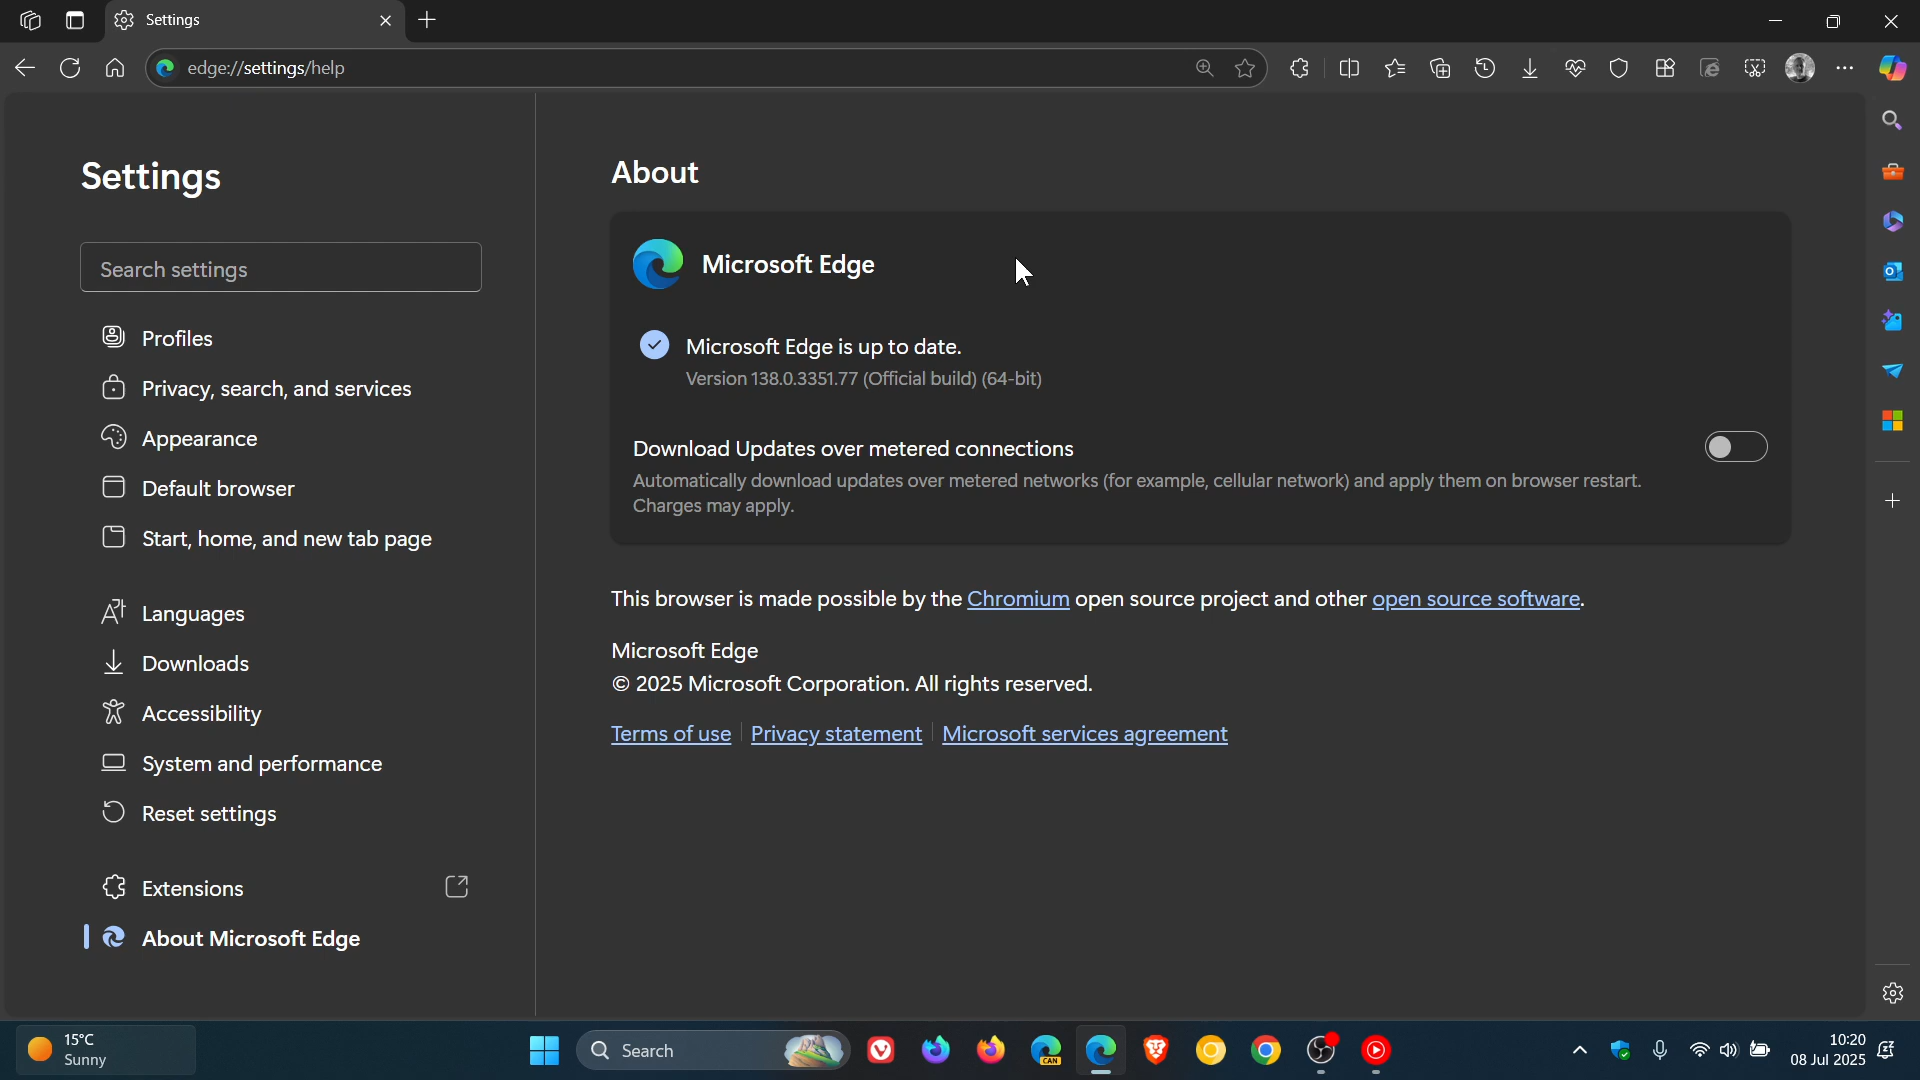 Settings
edge://settings/help
Settings
Search settings
Profiles
Privacy, search, and services
Appearance
Default browser
Start, home, and new tab page
Languages
Downloads
Accessibility
System and performance
Reset settings
Extensions
About Microsoft Edge
About
Microsoft Edge
Microsoft Edge is up to date.
Version 138.0.3351.77 (Official build) (64-bit)
Download Updates over metered connections
Automatically download updates over metered networks (for example, cellular network) and apply them on browser restart.
Charges may apply.
This browser is made possible by the Chromium open source project and other open source software.
Microsoft Edge
© 2025 Microsoft Corporation. All rights reserved.
Terms of use
Privacy statement
Microsoft services agreement
15°C
Sunny
Search
CAN
10:20
08 Jul 2025